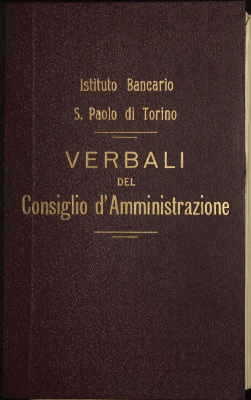 Istituto Bancario
S. Paolo di Torino
VERBALI
DEL
Consiglio d'Amministrazione